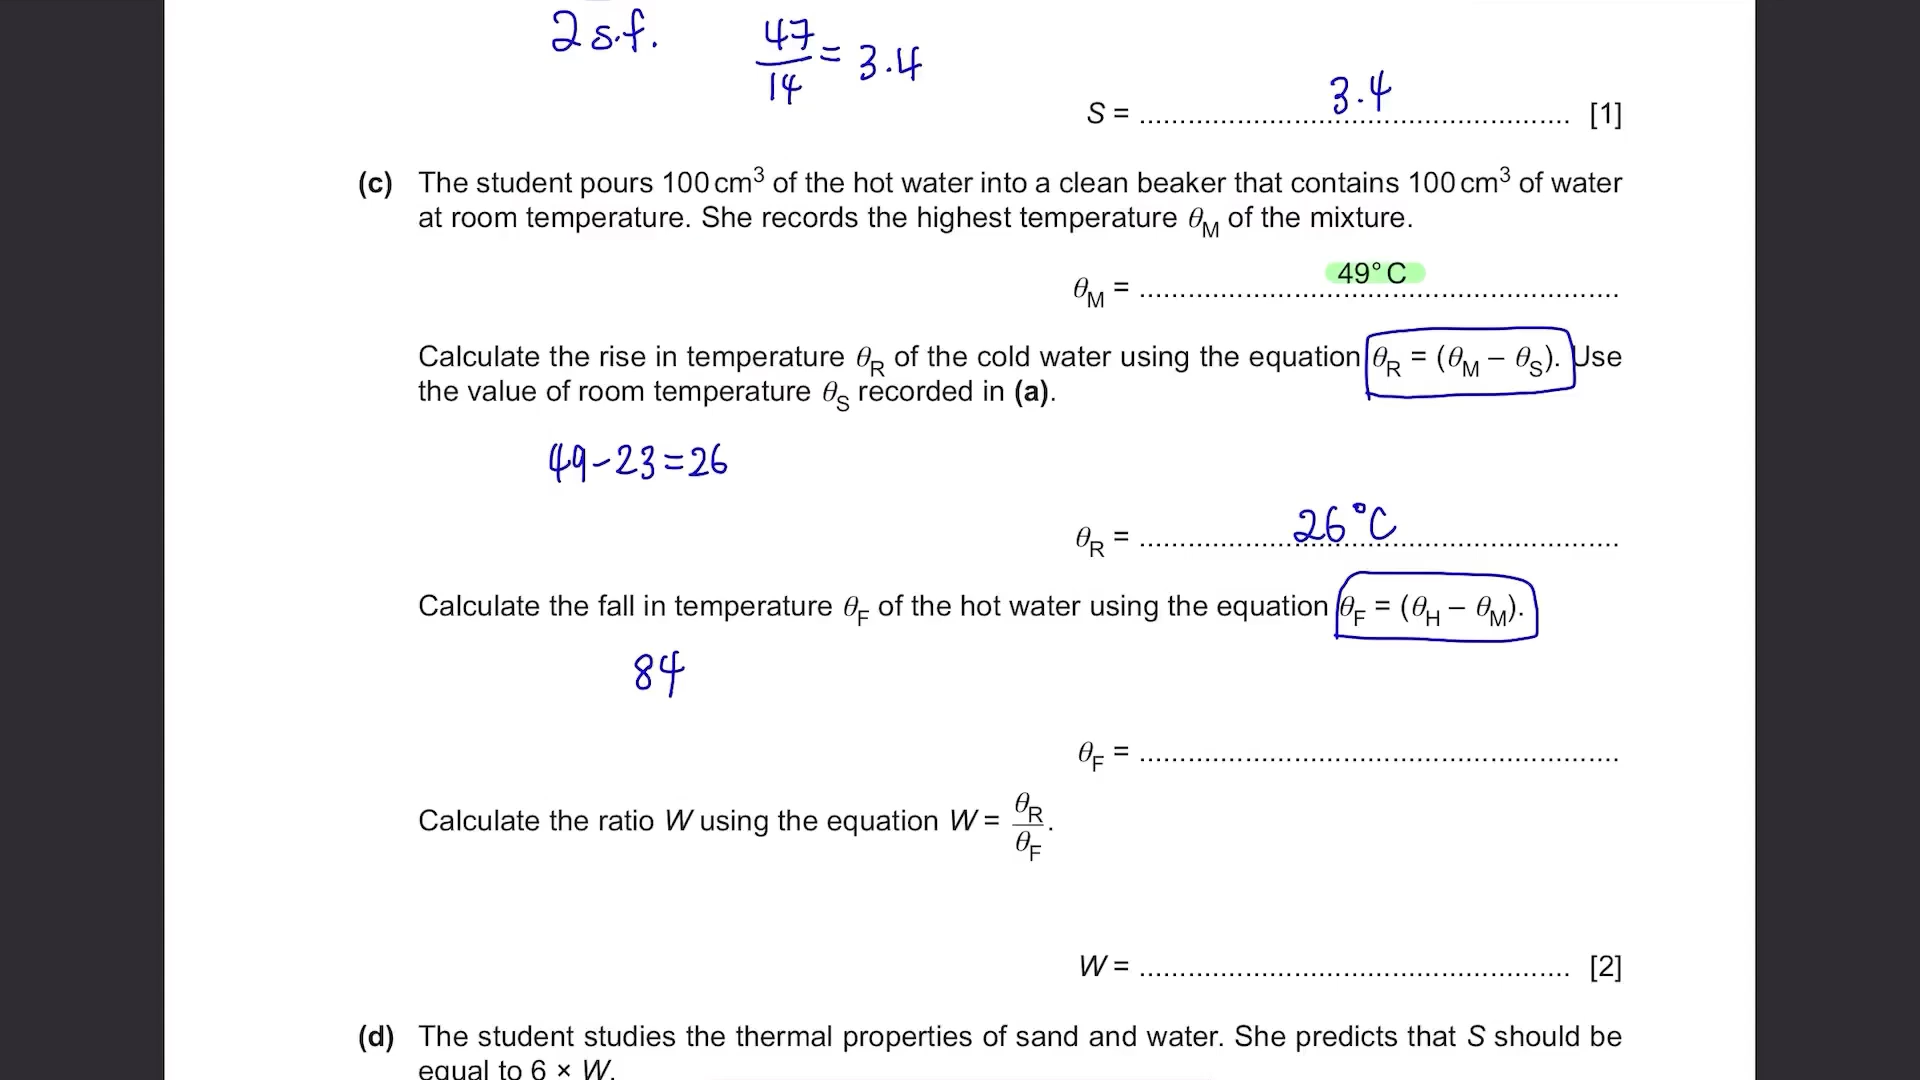 2 s.f. 47/14 = 3.4
S = ........................ 3.4 ........................ [1]
(c) The student pours 100 cm³ of the hot water into a clean beaker that contains 100 cm³ of water
at room temperature. She records the highest temperature θM of the mixture.
θM = ........................ 49° C ........................
Calculate the rise in temperature θR of the cold water using the equation θR = (θM – θS). Use
the value of room temperature θS recorded in (a).
49-23=26
θR = ........................ 26°C ........................
Calculate the fall in temperature θF of the hot water using the equation θF = (θH – θM).
84
θF = ................................................
Calculate the ratio W using the equation W = θR/θF.
W = ................................................ [2]
(d) The student studies the thermal properties of sand and water. She predicts that S should be
equal to 6 × W.